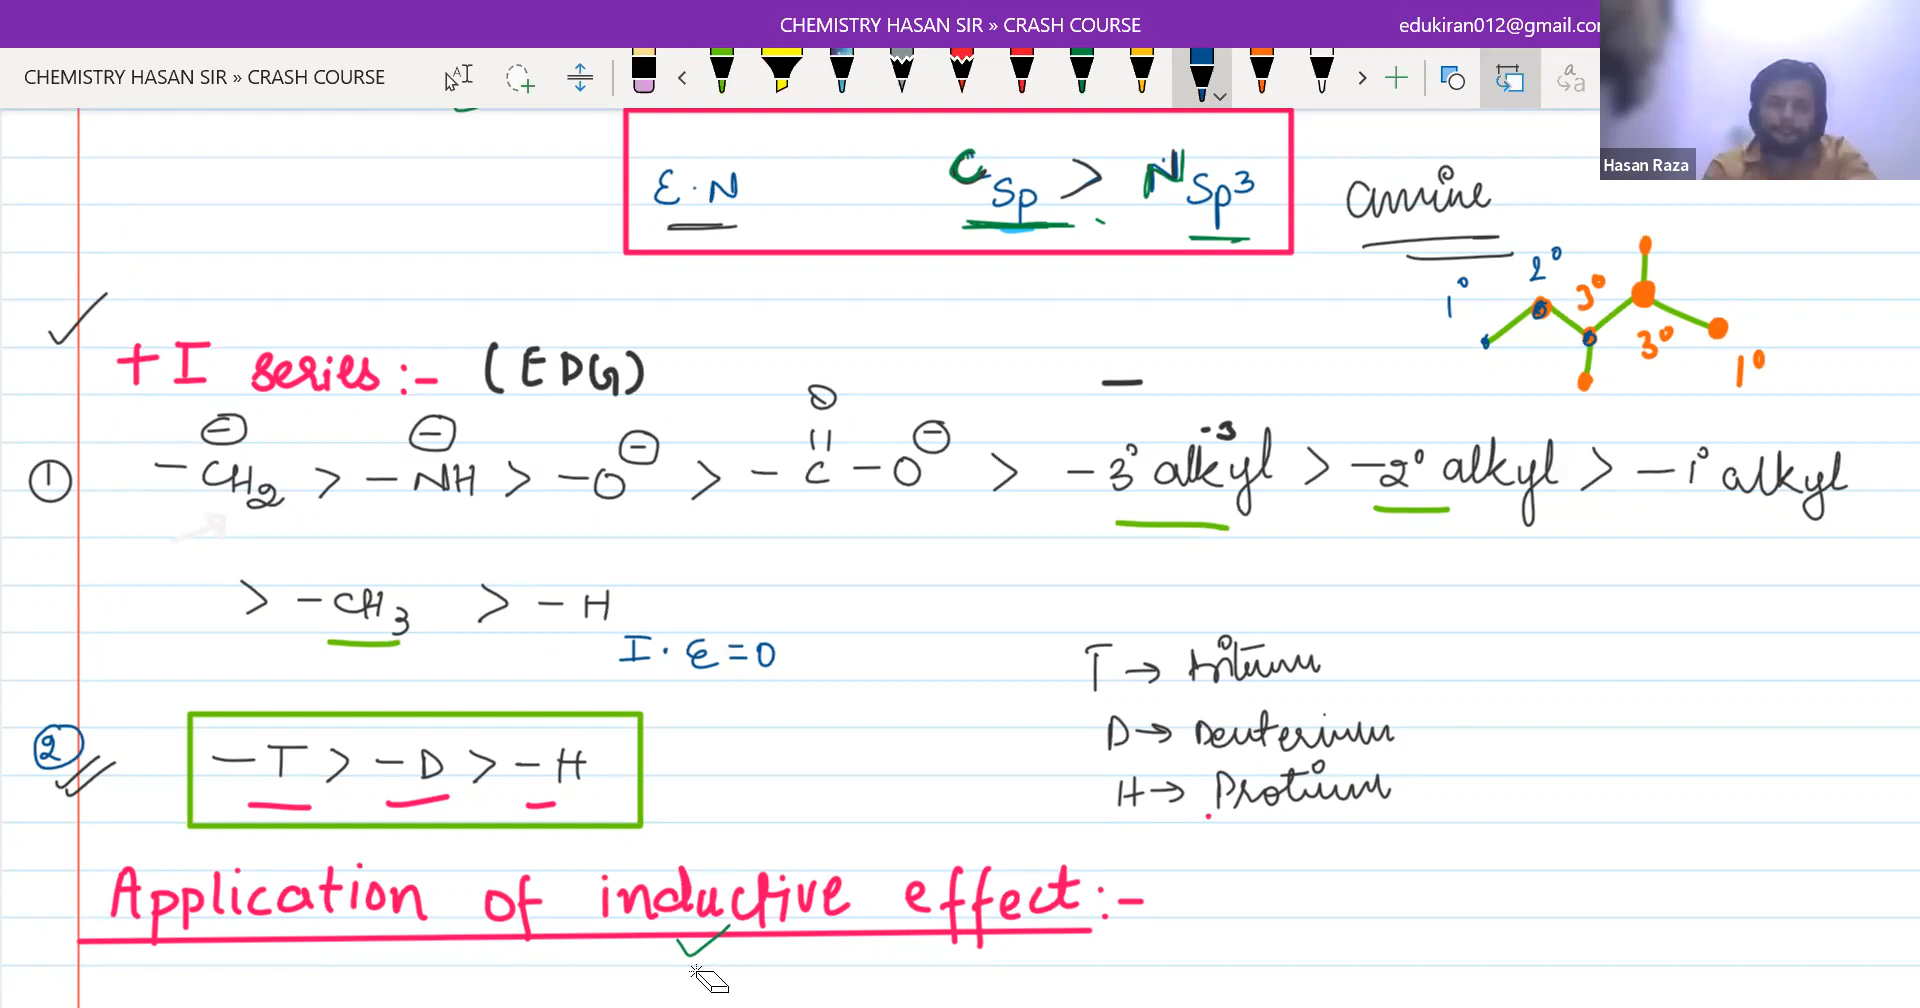 CHEMISTRY HASAN SIR » CRASH COURSE
edukiran012@gmail.co
CHEMISTRY HASAN SIR » CRASH COURSE
Hasan Raza
E.N C sp > N sp³
amine
1° 2° 3° 3° 1°
+I series:- (EDG)
① -CH₂⊖ > -NH⊖ > -O⊖ > -C(=O)-O⊖ > -3° alkyl > -2° alkyl > -1° alkyl
> -CH₃ > -H
I.E=0
T → tritium
② -T > -D > -H
D → Deuterium
H → Protium
Application of inductive effect:-